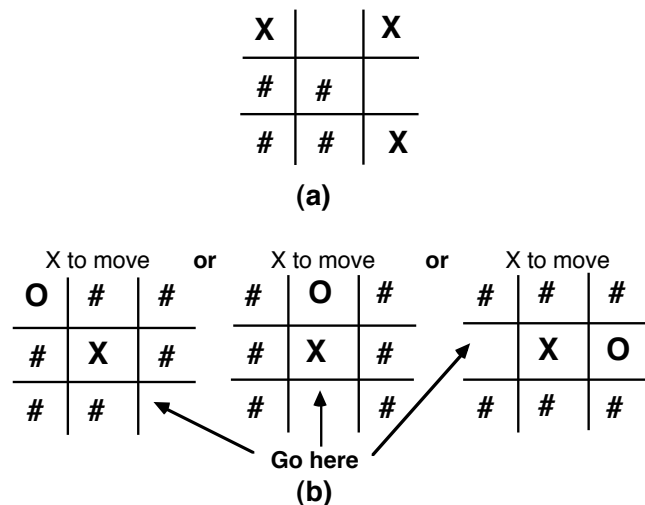 X X
# #
# # X
(a)
X to move or X to move or X to move
O # # # O # # # #
# X # # X # X O
# # # # # # #
Go here
(b)